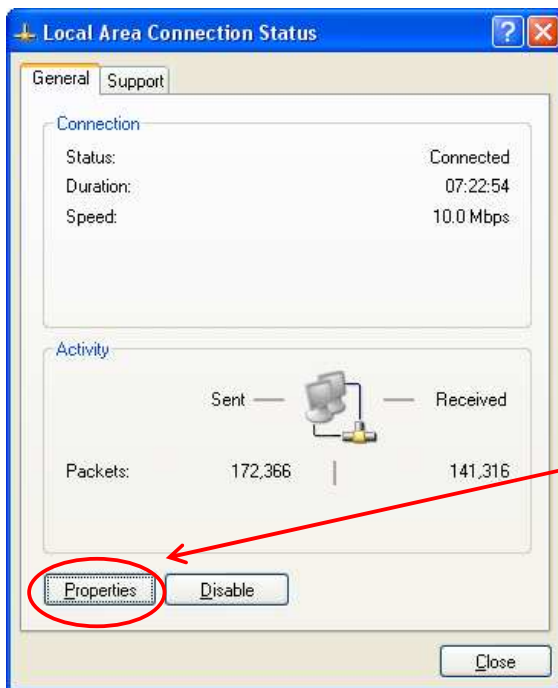 Local Area Connection Status
General Support
Connection
Status: Connected
Duration: 07:22:54
Speed: 10.0 Mbps
Activity
Sent Received
Packets: 172,366 141,316
Properties Disable
Close